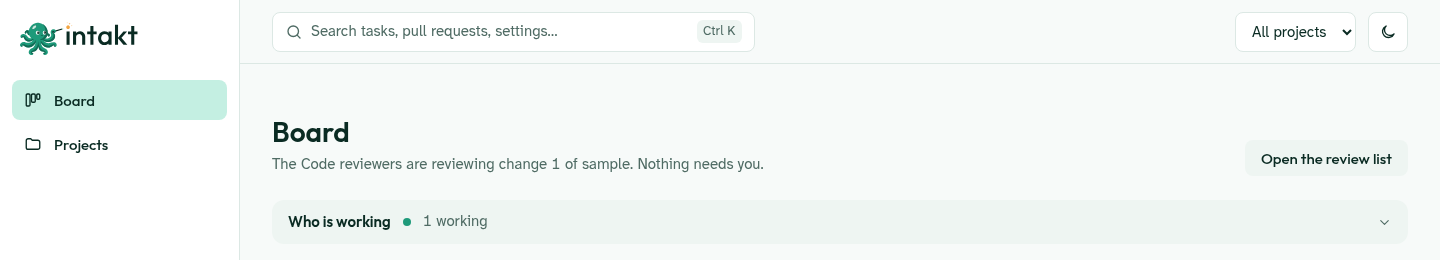 intakt
Search tasks, pull requests, settings...
Ctrl K
All projects
Board
Projects
Board
The Code reviewers are reviewing change 1 of sample. Nothing needs you.
Open the review list
Who is working
1 working